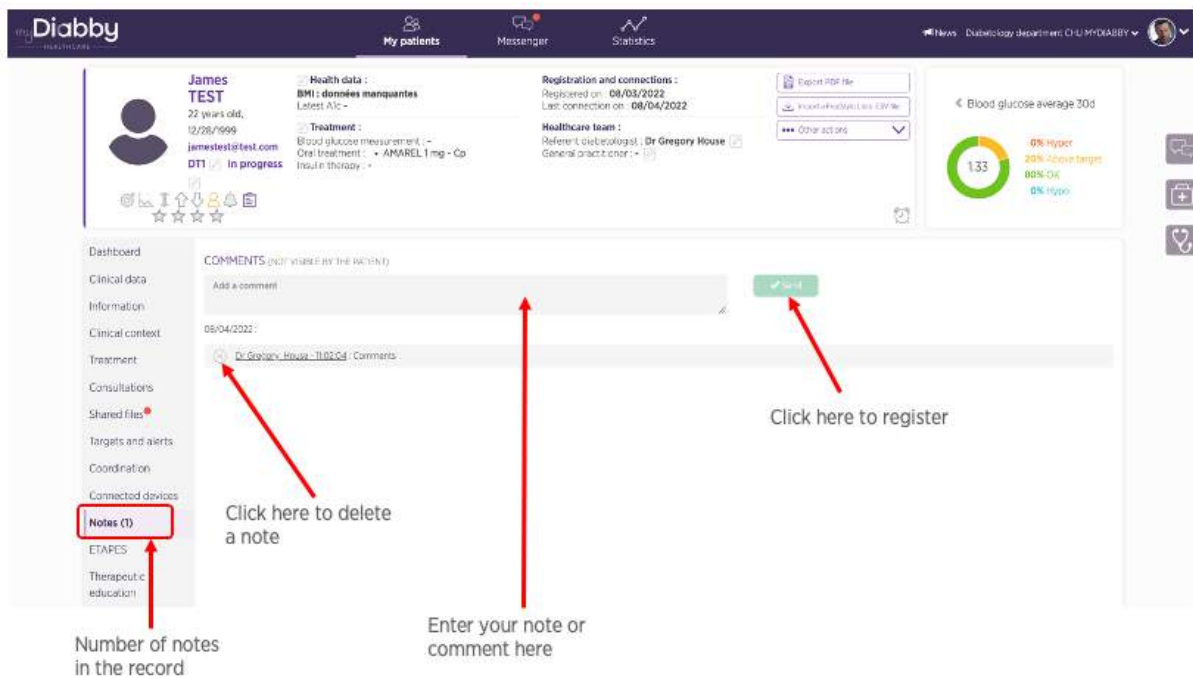 myDiabby
HEALTHCARE
My patients
Messenger
Statistics
News
Diabetology department CHU MYDIABBY
James
TEST
22 years old,
12/28/1999
jamestest@test.com
DT1 In progress
Health data :
BMI : données manquantes
Latest A1c -
Treatment :
Blood glucose measurement : -
Oral treatment : • AMAREL 1 mg - Cp
Insulin therapy : -
Registration and connections :
Registered on : 08/03/2022
Last connection on : 08/04/2022
Healthcare team :
Referent diabetologist : Dr Gregory House
General practitioner : -
Export PDF file
Other actions
Blood glucose average 30d
1.33
0% Hyper
20% Above target
80% OK
0% Hypo
Dashboard
Clinical data
Information
Clinical context
Treatment
Consultations
Shared files
Targets and alerts
Coordination
Connected devices
Notes (1)
ETAPES
Therapeutic
education
COMMENTS (NOT VISIBLE BY THE PATIENT)
Add a comment
Send
08/04/2022 :
Dr Gregory House - 11:02:04 : Comments
Click here to register
Click here to delete
a note
Enter your note or
comment here
Number of notes
in the record